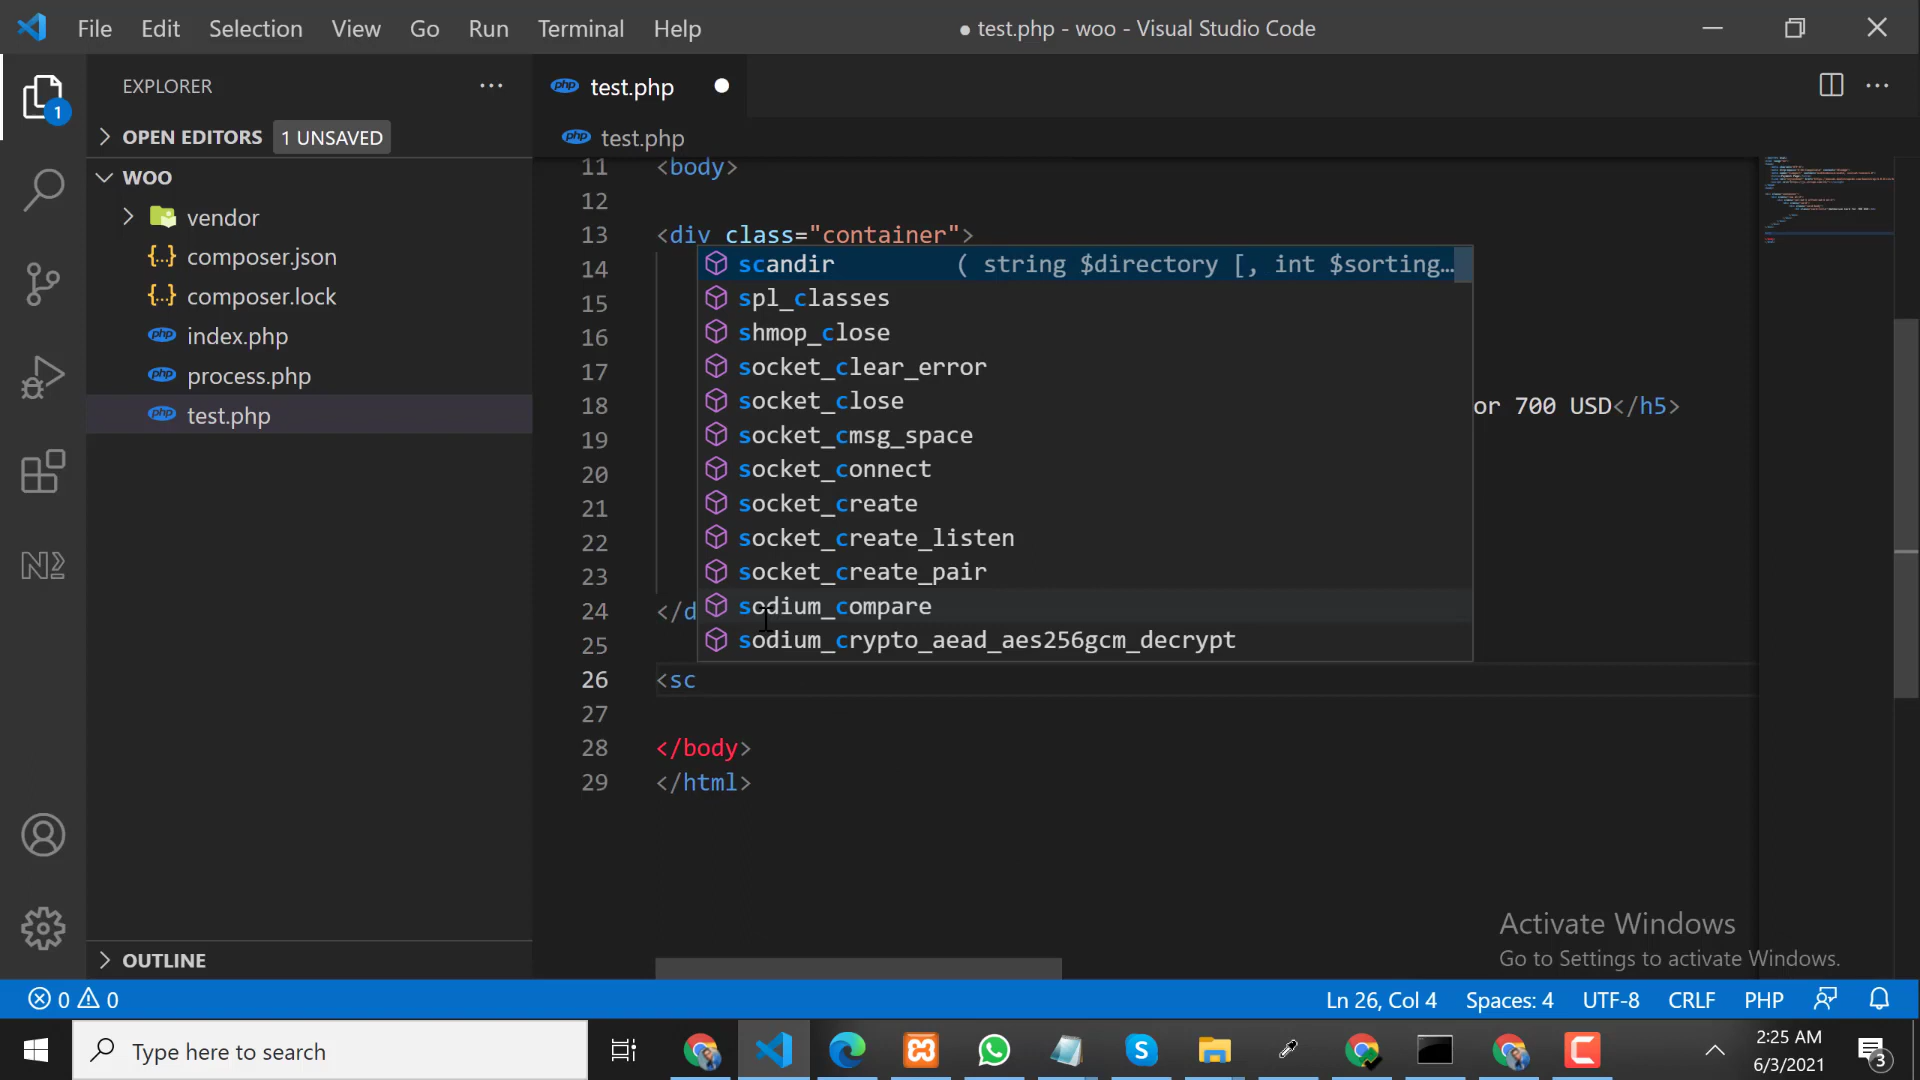 File Edit Selection View Go Run Terminal Help
● test.php - woo - Visual Studio Code
EXPLORER
1
OPEN EDITORS 1 UNSAVED
WOO
vendor
composer.json
composer.lock
index.php
process.php
test.php
OUTLINE
php test.php
php test.php
11 <body>
12
13 <div class="container">
14
15
16
17
18 or 700 USD</h5>
19
20
21
22
23
24 </d
25
26 <sc
27
28 </body>
29 </html>
scandir ( string $directory [, int $sorting…
spl_classes
shmop_close
socket_clear_error
socket_close
socket_cmsg_space
socket_connect
socket_create
socket_create_listen
socket_create_pair
sodium_compare
sodium_crypto_aead_aes256gcm_decrypt
Activate Windows
Go to Settings to activate Windows.
0 0
Ln 26, Col 4 Spaces: 4 UTF-8 CRLF PHP
Type here to search
2:25 AM
6/3/2021
3